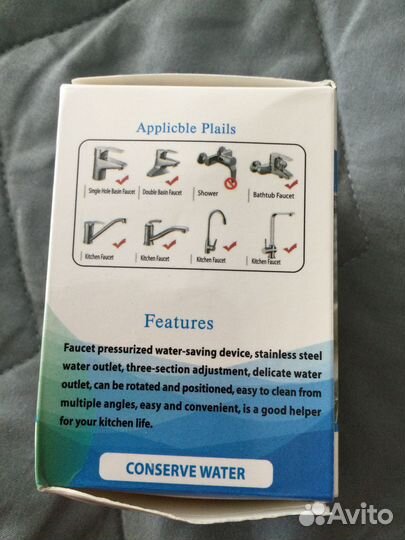 Applicble Plails
Single Hole Basin Faucet Double Basin Faucet Shower Bathtub Faucet
Kitchen Faucet Kitchen Faucet Kitchen Faucet Kitchen Faucet
Features
Faucet pressurized water-saving device, stainless steel
water outlet, three-section adjustment, delicate water
outlet, can be rotated and positioned, easy to clean from
multiple angles, easy and convenient, is a good helper
for your kitchen life.
CONSERVE WATER
Avito